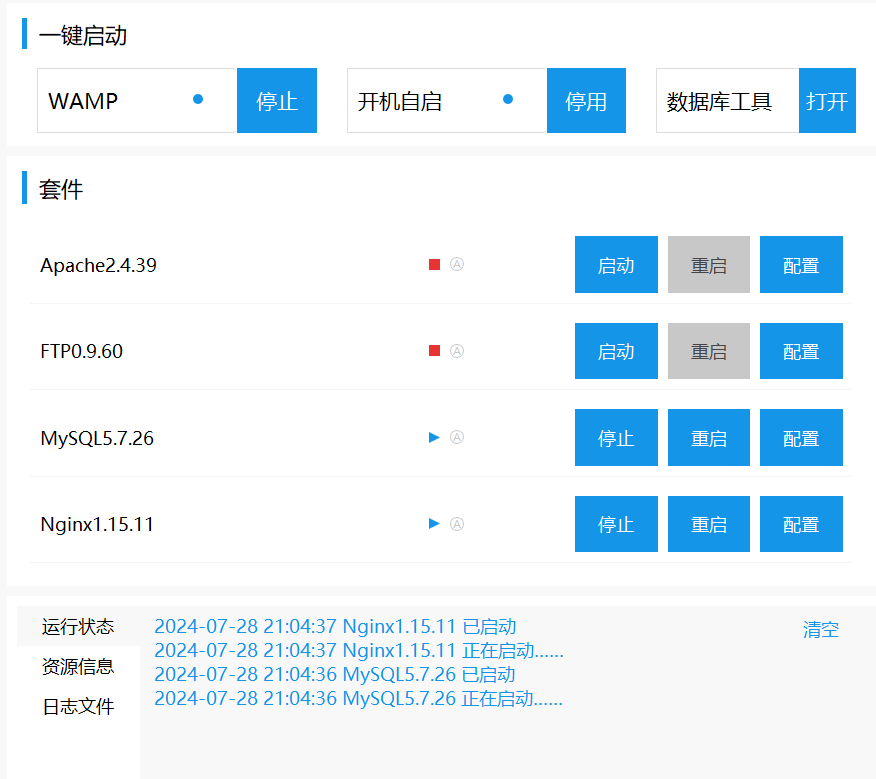 一键启动
WAMP 停止 开机自启 停用 数据库工具 打开
套件
Apache2.4.39 Ⓐ 启动 重启 配置
FTP0.9.60 Ⓐ 启动 重启 配置
MySQL5.7.26 Ⓐ 停止 重启 配置
Nginx1.15.11 Ⓐ 停止 重启 配置
运行状态
资源信息
日志文件
2024-07-28 21:04:37 Nginx1.15.11 已启动
2024-07-28 21:04:37 Nginx1.15.11 正在启动......
2024-07-28 21:04:36 MySQL5.7.26 已启动
2024-07-28 21:04:36 MySQL5.7.26 正在启动......
清空